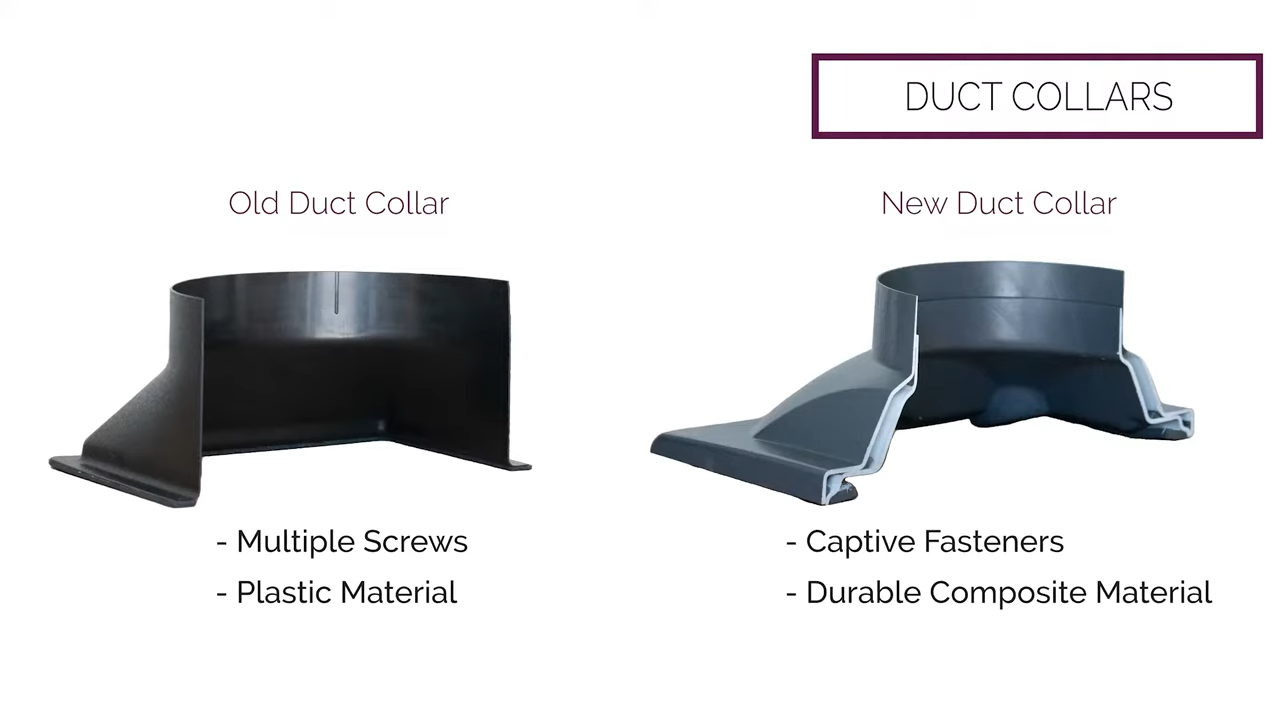 DUCT COLLARS
Old Duct Collar
- Multiple Screws
- Plastic Material
New Duct Collar
- Captive Fasteners
- Durable Composite Material